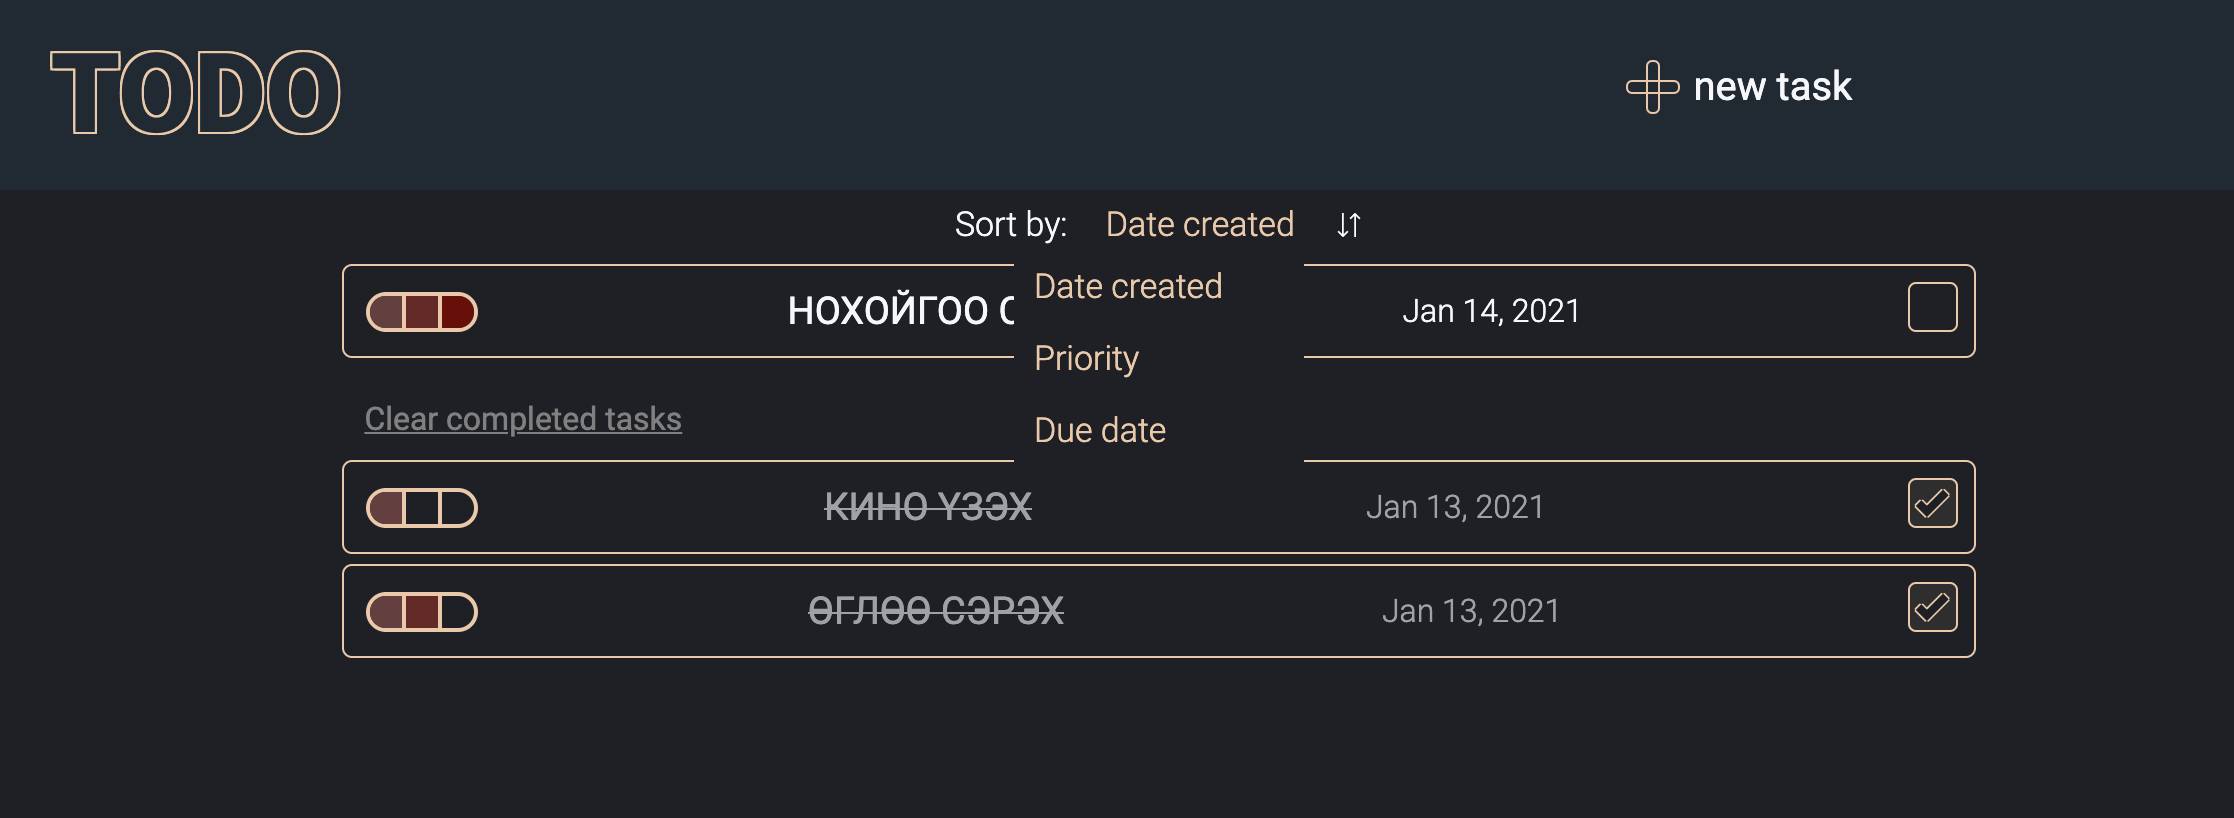 TODO
new task
Sort by: Date created
Date created
НОХОЙГОО
Jan 14, 2021
Priority
Clear completed tasks
Due date
КИНО ҮЗЭХ
Jan 13, 2021
ӨГЛӨӨ СЭРЭХ
Jan 13, 2021